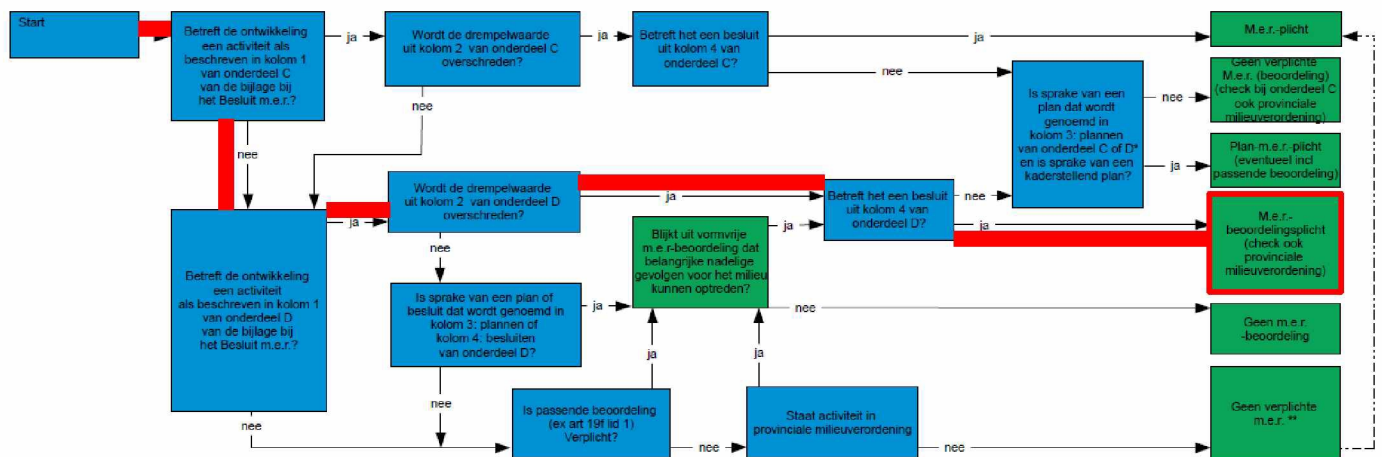 Start
Betreft de ontwikkeling
een activiteit als
beschreven in kolom 1
van onderdeel C
van de bijlage bij
het Besluit m.e.r.?
ja
Wordt de drempelwaarde
uit kolom 2 van onderdeel C
overschreden?
ja
Betreft het een besluit
uit kolom 4 van
onderdeel C?
ja
M.e.r.-plicht
nee
Is sprake van een
plan dat wordt
genoemd in
kolom 3: plannen
van onderdeel C of D*
en is sprake van een
kaderstellend plan?
nee
Geen verplichte
M.e.r. (beoordeling)
(check bij onderdeel C
ook provinciale
milieuverordening)
ja
Plan-m.e.r.-plicht
(eventueel incl
passende beoordeling)
nee
nee
Betreft de ontwikkeling
een activiteit
als beschreven in kolom 1
van onderdeel D
van de bijlage bij
het Besluit m.e.r.?
ja
Wordt de drempelwaarde
uit kolom 2 van onderdeel D
overschreden?
ja
Betreft het een besluit
uit kolom 4 van
onderdeel D?
nee
ja
M.e.r.-
beoordelingsplicht
(check ook
provinciale
milieuverordening)
nee
Is sprake van een plan of
besluit dat wordt genoemd in
kolom 3: plannen of
kolom 4: besluiten
van onderdeel D?
ja
Blijkt uit vormvrije
m.e.r-beoordeling dat
belangrijke nadelige
gevolgen voor het milieu
kunnen optreden?
ja
nee
Geen m.e.r.
-beoordeling
nee
ja
ja
nee
Is passende beoordeling
(ex art 19f lid 1)
Verplicht?
nee
Staat activiteit in
provinciale milieuverordening
nee
Geen verplichte
m.e.r. **